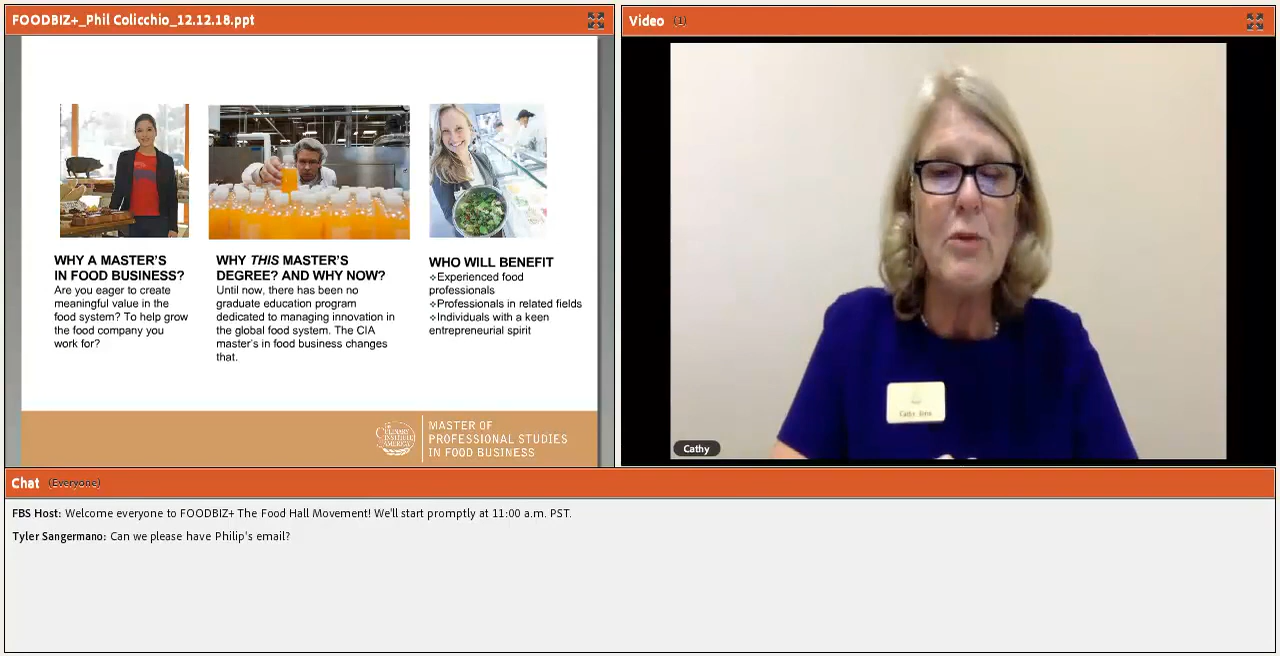 FOODBIZ+_Phil Colicchio_12.12.18.ppt
WHY A MASTER'S
IN FOOD BUSINESS?
Are you eager to create
meaningful value in the
food system? To help grow
the food company you
work for?
WHY THIS MASTER'S
DEGREE? AND WHY NOW?
Until now, there has been no
graduate education program
dedicated to managing innovation in
the global food system. The CIA
master's in food business changes
that.
WHO WILL BENEFIT
❖Experienced food
professionals
❖Professionals in related fields
❖Individuals with a keen
entrepreneurial spirit
CULINARY
INSTITUTE
AMERICA
MASTER OF
PROFESSIONAL STUDIES
IN FOOD BUSINESS
Video (1)
Cathy
Cathy
Chat (Everyone)
FBS Host: Welcome everyone to FOODBIZ+ The Food Hall Movement! We'll start promptly at 11:00 a.m. PST.
Tyler Sangermano: Can we please have Philip's email?